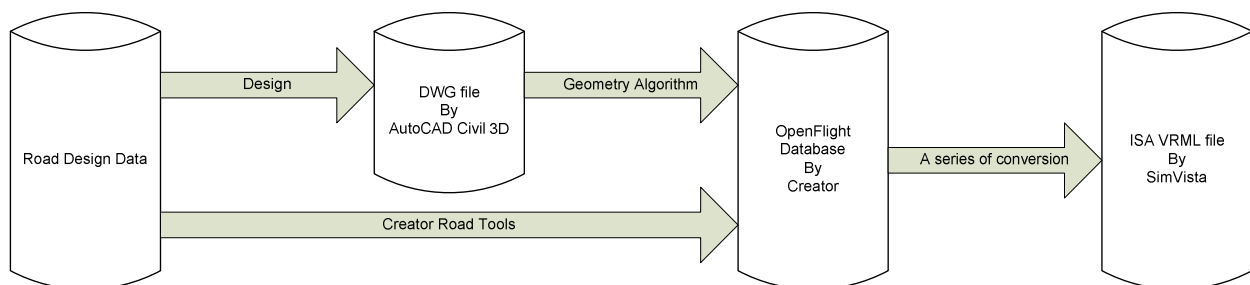 Road Design Data
Design
DWG file
By
AutoCAD Civil 3D
Geometry Algorithm
Creator Road Tools
OpenFlight
Database
By
Creator
A series of conversion
ISA VRML file
By
SimVista